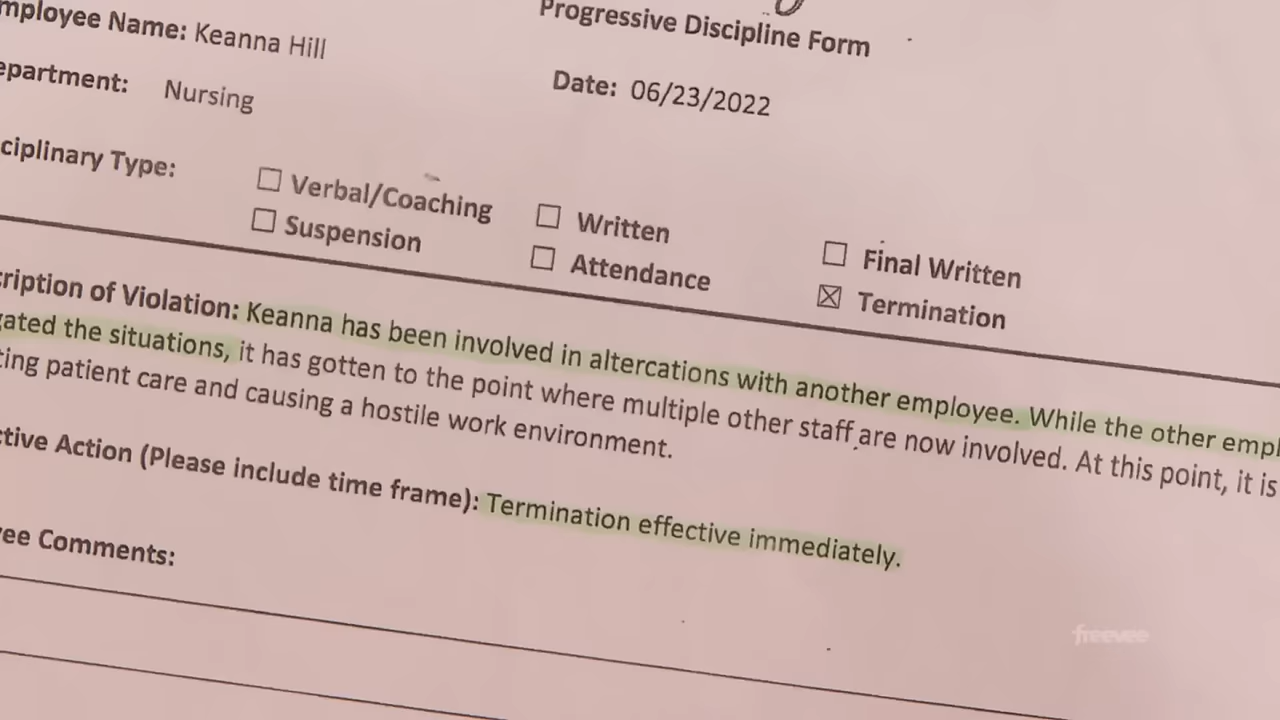 mployee Name: Keanna Hill
Progressive Discipline Form
epartment: Nursing
Date: 06/23/2022
ciplinary Type:
☐ Verbal/Coaching ☐ Written ☐ Final Written
☐ Suspension ☐ Attendance ☒ Termination
cription of Violation: Keanna has been involved in altercations with another employee. While the other empl
gated the situations, it has gotten to the point where multiple other staff are now involved. At this point, it is
ting patient care and causing a hostile work environment.
ctive Action (Please include time frame): Termination effective immediately.
yee Comments:
freevee